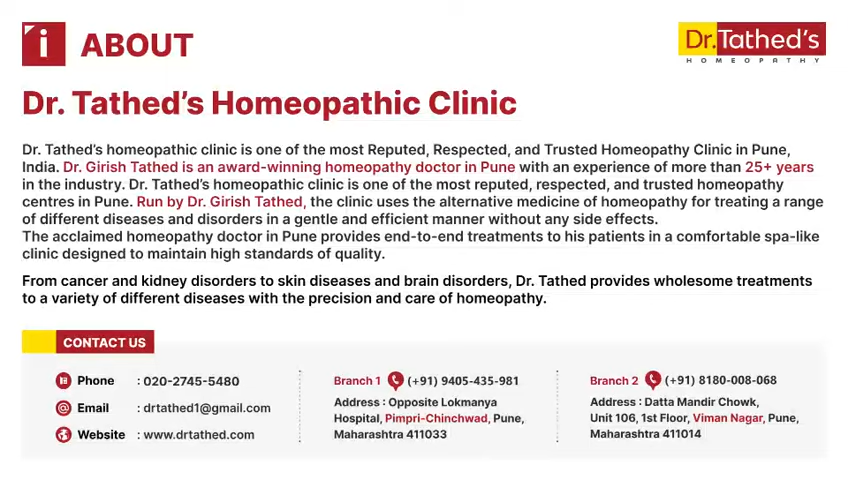 i ABOUT
Dr. Tathed's
HOMEOPATHY
Dr. Tathed’s Homeopathic Clinic
Dr. Tathed’s homeopathic clinic is one of the most Reputed, Respected, and Trusted Homeopathy Clinic in Pune,
India. Dr. Girish Tathed is an award-winning homeopathy doctor in Pune with an experience of more than 25+ years
in the industry. Dr. Tathed’s homeopathic clinic is one of the most reputed, respected, and trusted homeopathy
centres in Pune. Run by Dr. Girish Tathed, the clinic uses the alternative medicine of homeopathy for treating a range
of different diseases and disorders in a gentle and efficient manner without any side effects.
The acclaimed homeopathy doctor in Pune provides end-to-end treatments to his patients in a comfortable spa-like
clinic designed to maintain high standards of quality.
From cancer and kidney disorders to skin diseases and brain disorders, Dr. Tathed provides wholesome treatments
to a variety of different diseases with the precision and care of homeopathy.
CONTACT US
Phone : 020-2745-5480
Email : drtathed1@gmail.com
Website : www.drtathed.com
Branch 1 (+91) 9405-435-981
Address : Opposite Lokmanya
Hospital, Pimpri-Chinchwad, Pune,
Maharashtra 411033
Branch 2 (+91) 8180-008-068
Address : Datta Mandir Chowk,
Unit 106, 1st Floor, Viman Nagar, Pune,
Maharashtra 411014